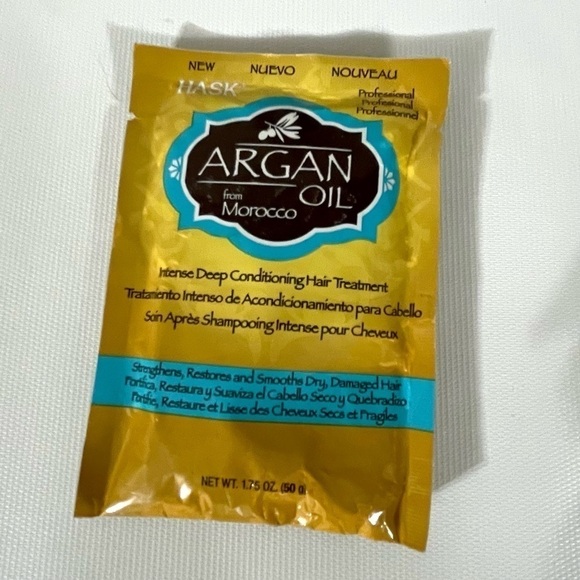 NEW NUEVO NOUVEAU
HASK
Professional
Profesional
Professionnel
ARGAN
OIL
from
Morocco
Intense Deep Conditioning Hair Treatment
Tratamiento Intenso de Acondicionamiento para Cabello
Soin Après Shampooing Intense pour Cheveux
Strengthens, Restores and Smooths Dry, Damaged Hair
Fortifica, Restaura y Suaviza el Cabello Seco y Quebradizo
Fortifie, Restaure et Lisse des Cheveux Secs et Fragiles
NET WT. 1.75 OZ. (50 g)